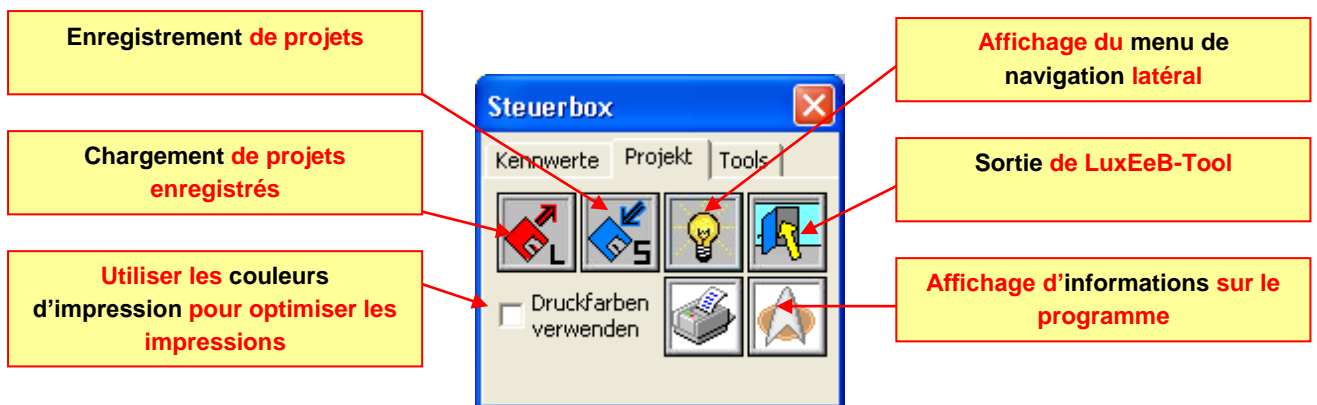 Enregistrement de projets
Chargement de projets
enregistrés
Utiliser les couleurs
d’impression pour optimiser les
impressions
Steuerbox
Kennwerte Projekt Tools
L
S
Druckfarben
verwenden
Affichage du menu de
navigation latéral
Sortie de LuxEeB-Tool
Affichage d’informations sur le
programme